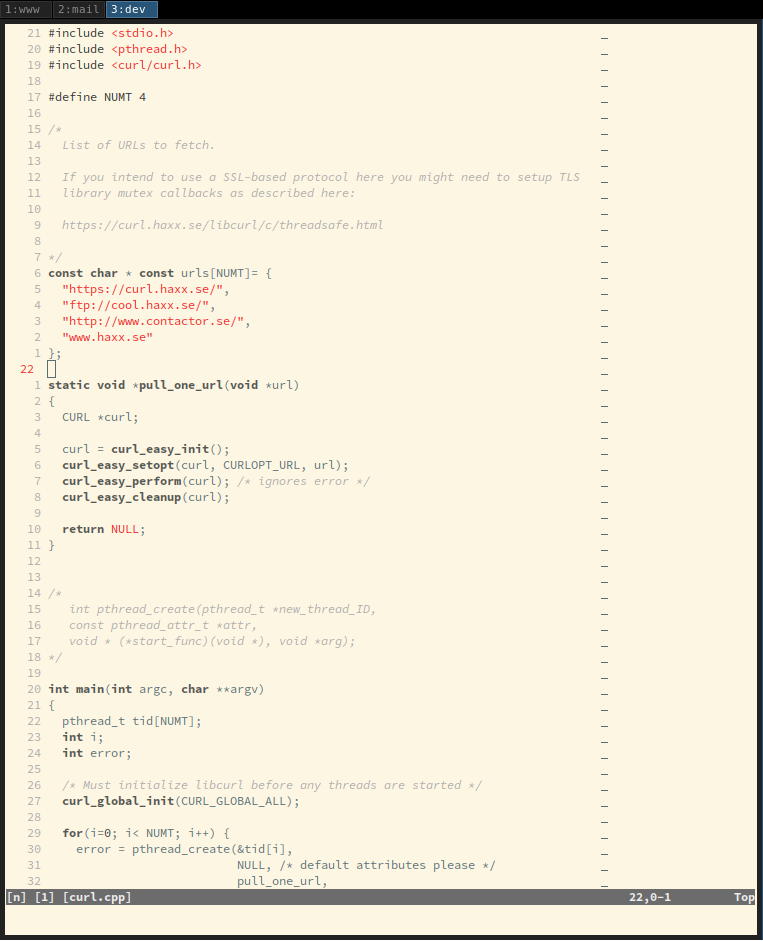 1:www 2:mail 3:dev
21 #include <stdio.h>
20 #include <pthread.h>
19 #include <curl/curl.h>
18
17 #define NUMT 4
16
15 /*
14   List of URLs to fetch.
13
12   If you intend to use a SSL-based protocol here you might need to setup TLS
11   library mutex callbacks as described here:
10
9   https://curl.haxx.se/libcurl/c/threadsafe.html
8
7 */
6 const char * const urls[NUMT]= {
5   "https://curl.haxx.se/",
4   "ftp://cool.haxx.se/",
3   "http://www.contactor.se/",
2   "www.haxx.se"
1 };
22
1 static void *pull_one_url(void *url)
2 {
3   CURL *curl;
4
5   curl = curl_easy_init();
6   curl_easy_setopt(curl, CURLOPT_URL, url);
7   curl_easy_perform(curl); /* ignores error */
8   curl_easy_cleanup(curl);
9
10   return NULL;
11 }
12
13
14 /*
15    int pthread_create(pthread_t *new_thread_ID,
16    const pthread_attr_t *attr,
17    void * (*start_func)(void *), void *arg);
18 */
19
20 int main(int argc, char **argv)
21 {
22   pthread_t tid[NUMT];
23   int i;
24   int error;
25
26   /* Must initialize libcurl before any threads are started */
27   curl_global_init(CURL_GLOBAL_ALL);
28
29   for(i=0; i< NUMT; i++) {
30     error = pthread_create(&tid[i],
31                            NULL, /* default attributes please */
32                            pull_one_url,
[n] [1] [curl.cpp] 22,0-1 Top